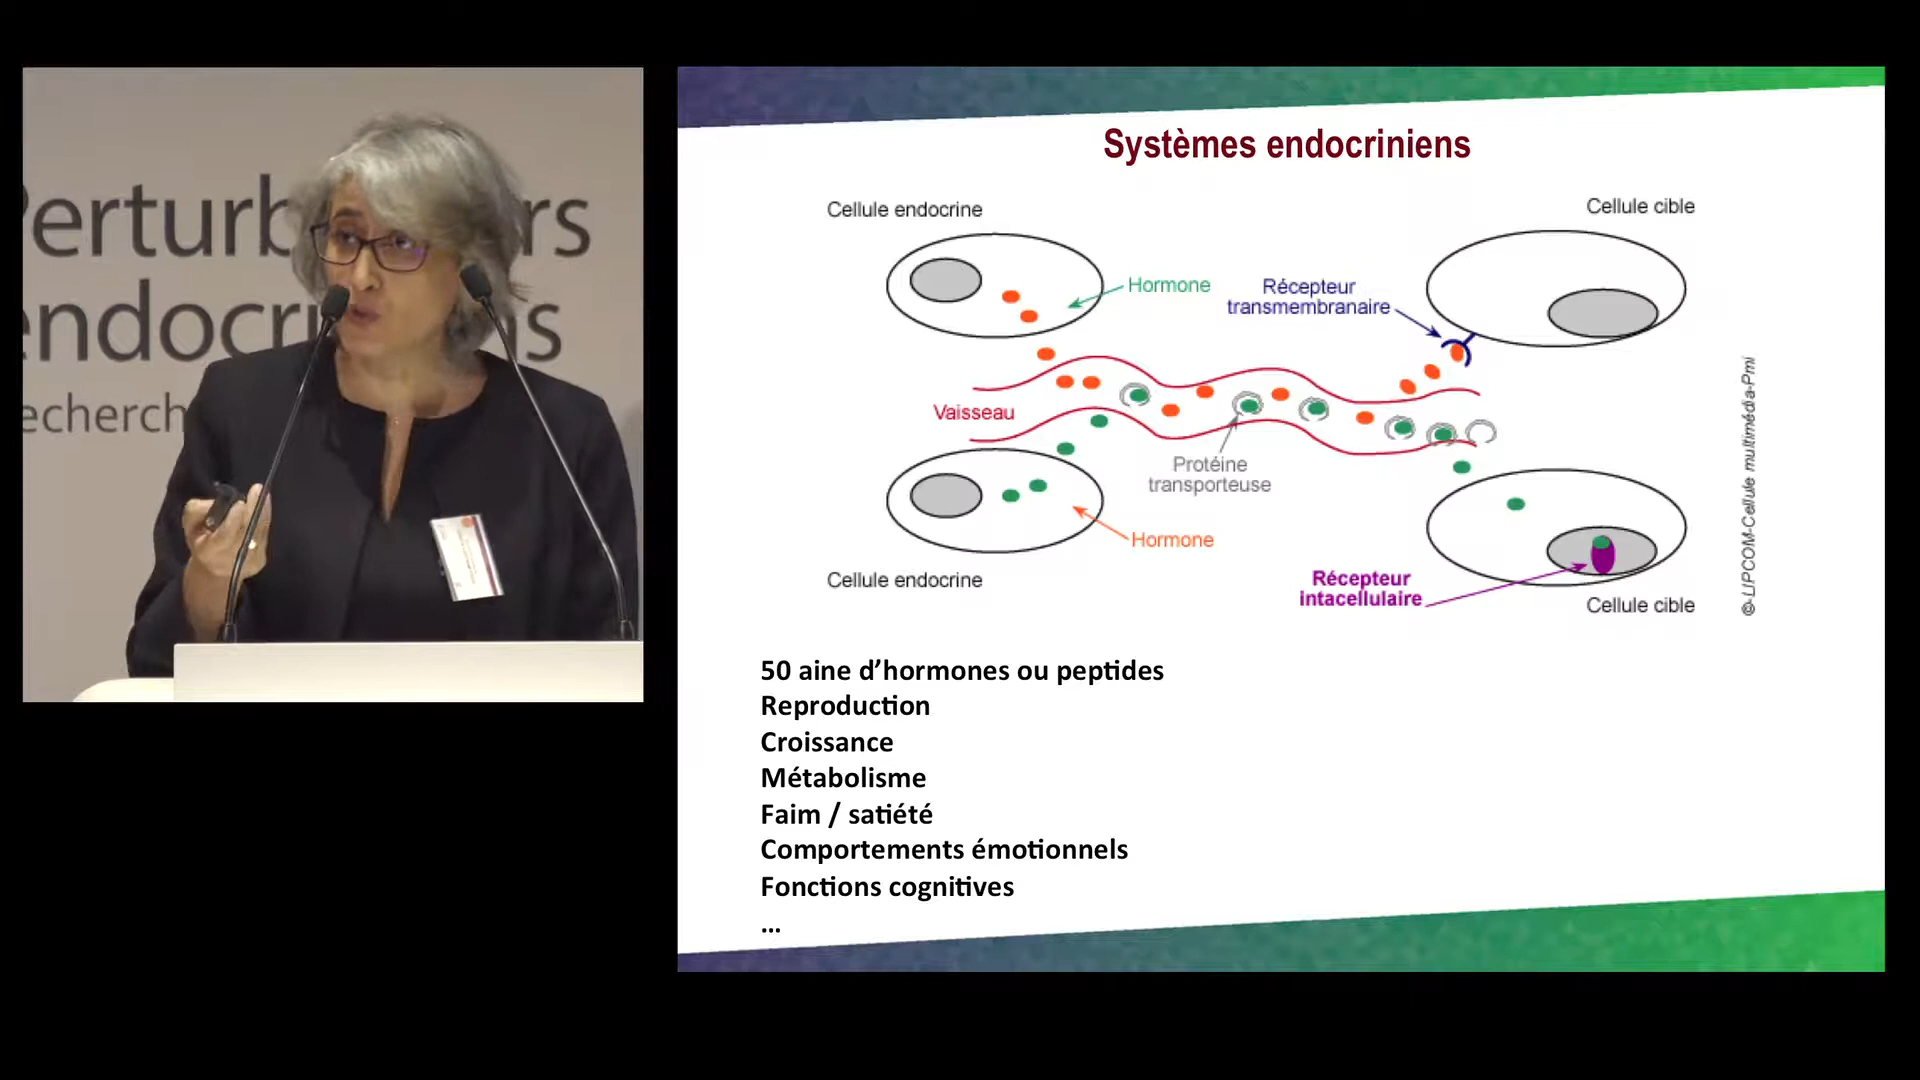 Perturb rs
endocri ns
echerch
Systèmes endocriniens
Cellule endocrine
Cellule cible
Hormone
Récepteur
transmembranaire
Vaisseau
Protéine
transporteuse
Hormone
Cellule endocrine
Récepteur
intacellulaire
Cellule cible
©-LIPCOM-Cellule multimédia-Pmi
50 aine d’hormones ou peptides
Reproduction
Croissance
Métabolisme
Faim / satiété
Comportements émotionnels
Fonctions cognitives
...